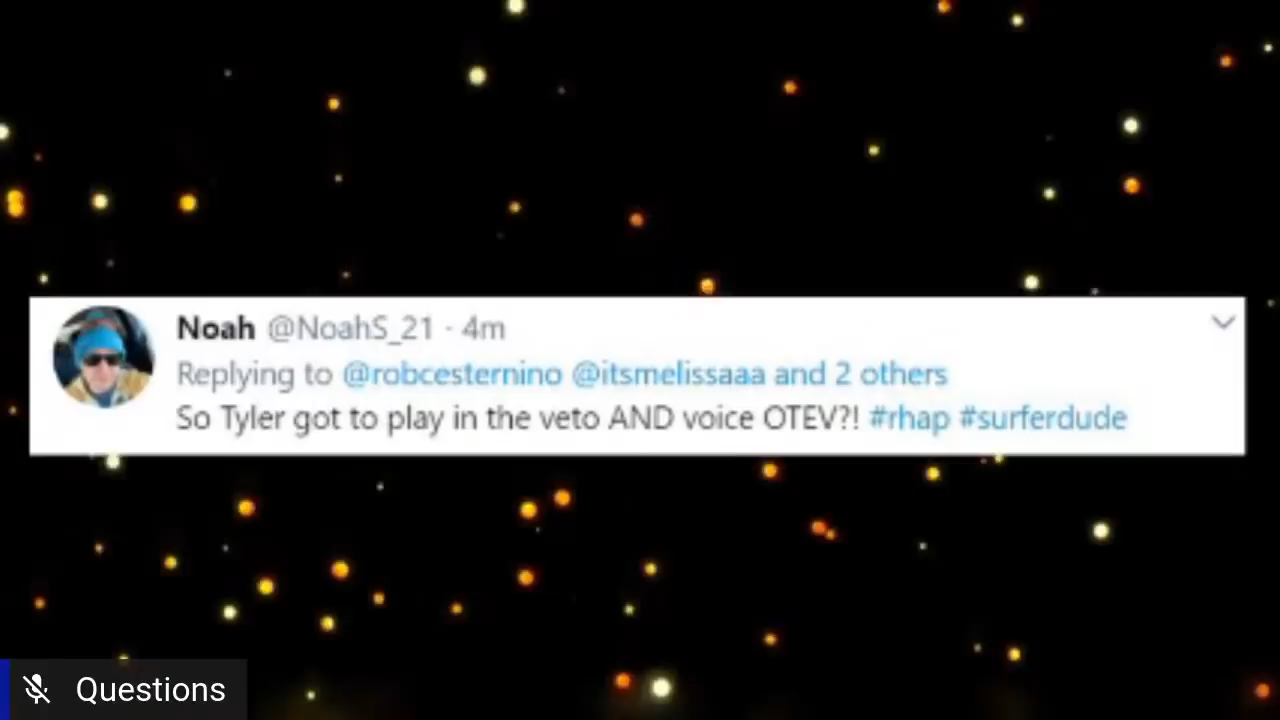 Noah @NoahS_21 · 4m
Replying to @robcesternino @itsmelissaaa and 2 others
So Tyler got to play in the veto AND voice OTEV?! #rhap #surferdude
Questions